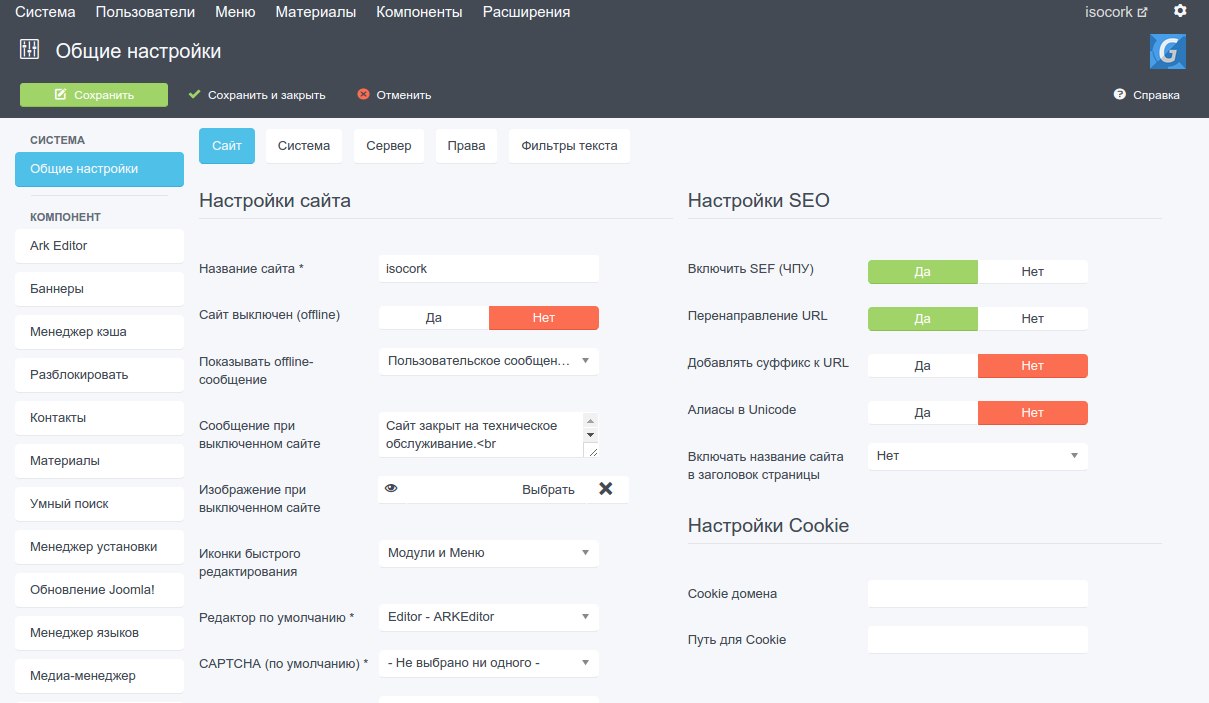 Система Пользователи Меню Материалы Компоненты Расширения isocork
Общие настройки
G
Сохранить Сохранить и закрыть Отменить Справка
СИСТЕМА
Общие настройки
КОМПОНЕНТ
Ark Editor
Баннеры
Менеджер кэша
Разблокировать
Контакты
Материалы
Умный поиск
Менеджер установки
Обновление Joomla!
Менеджер языков
Медиа-менеджер
Сайт Система Сервер Права Фильтры текста
Настройки сайта
Название сайта * isocork
Сайт выключен (offline) Да Нет
Показывать offline- Пользовательское сообщен...
сообщение
Сообщение при Сайт закрыт на техническое
выключенном сайте обслуживание.<br
Изображение при Выбрать
выключенном сайте
Иконки быстрого Модули и Меню
редактирования
Редактор по умолчанию * Editor - ARKEditor
CAPTCHA (по умолчанию) * - Не выбрано ни одного -
Настройки SEO
Включить SEF (ЧПУ) Да Нет
Перенаправление URL Да Нет
Добавлять суффикс к URL Да Нет
Алиасы в Unicode Да Нет
Включать название сайта Нет
в заголовок страницы
Настройки Cookie
Cookie домена
Путь для Cookie